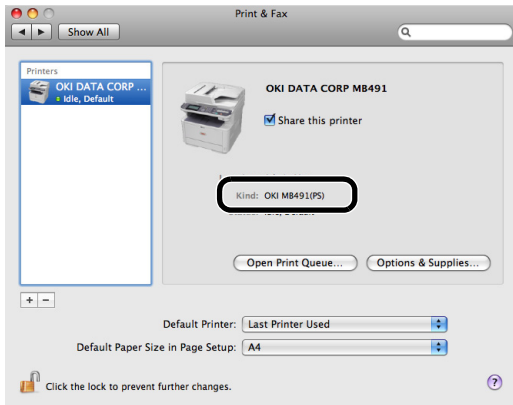 Print & Fax
Show All
Printers
OKI DATA CORP ...
Idle, Default
OKI DATA CORP MB491
Share this printer
Kind: OKI MB491(PS)
Open Print Queue...
Options & Supplies...
+ −
Default Printer: Last Printer Used
Default Paper Size in Page Setup: A4
Click the lock to prevent further changes.
?